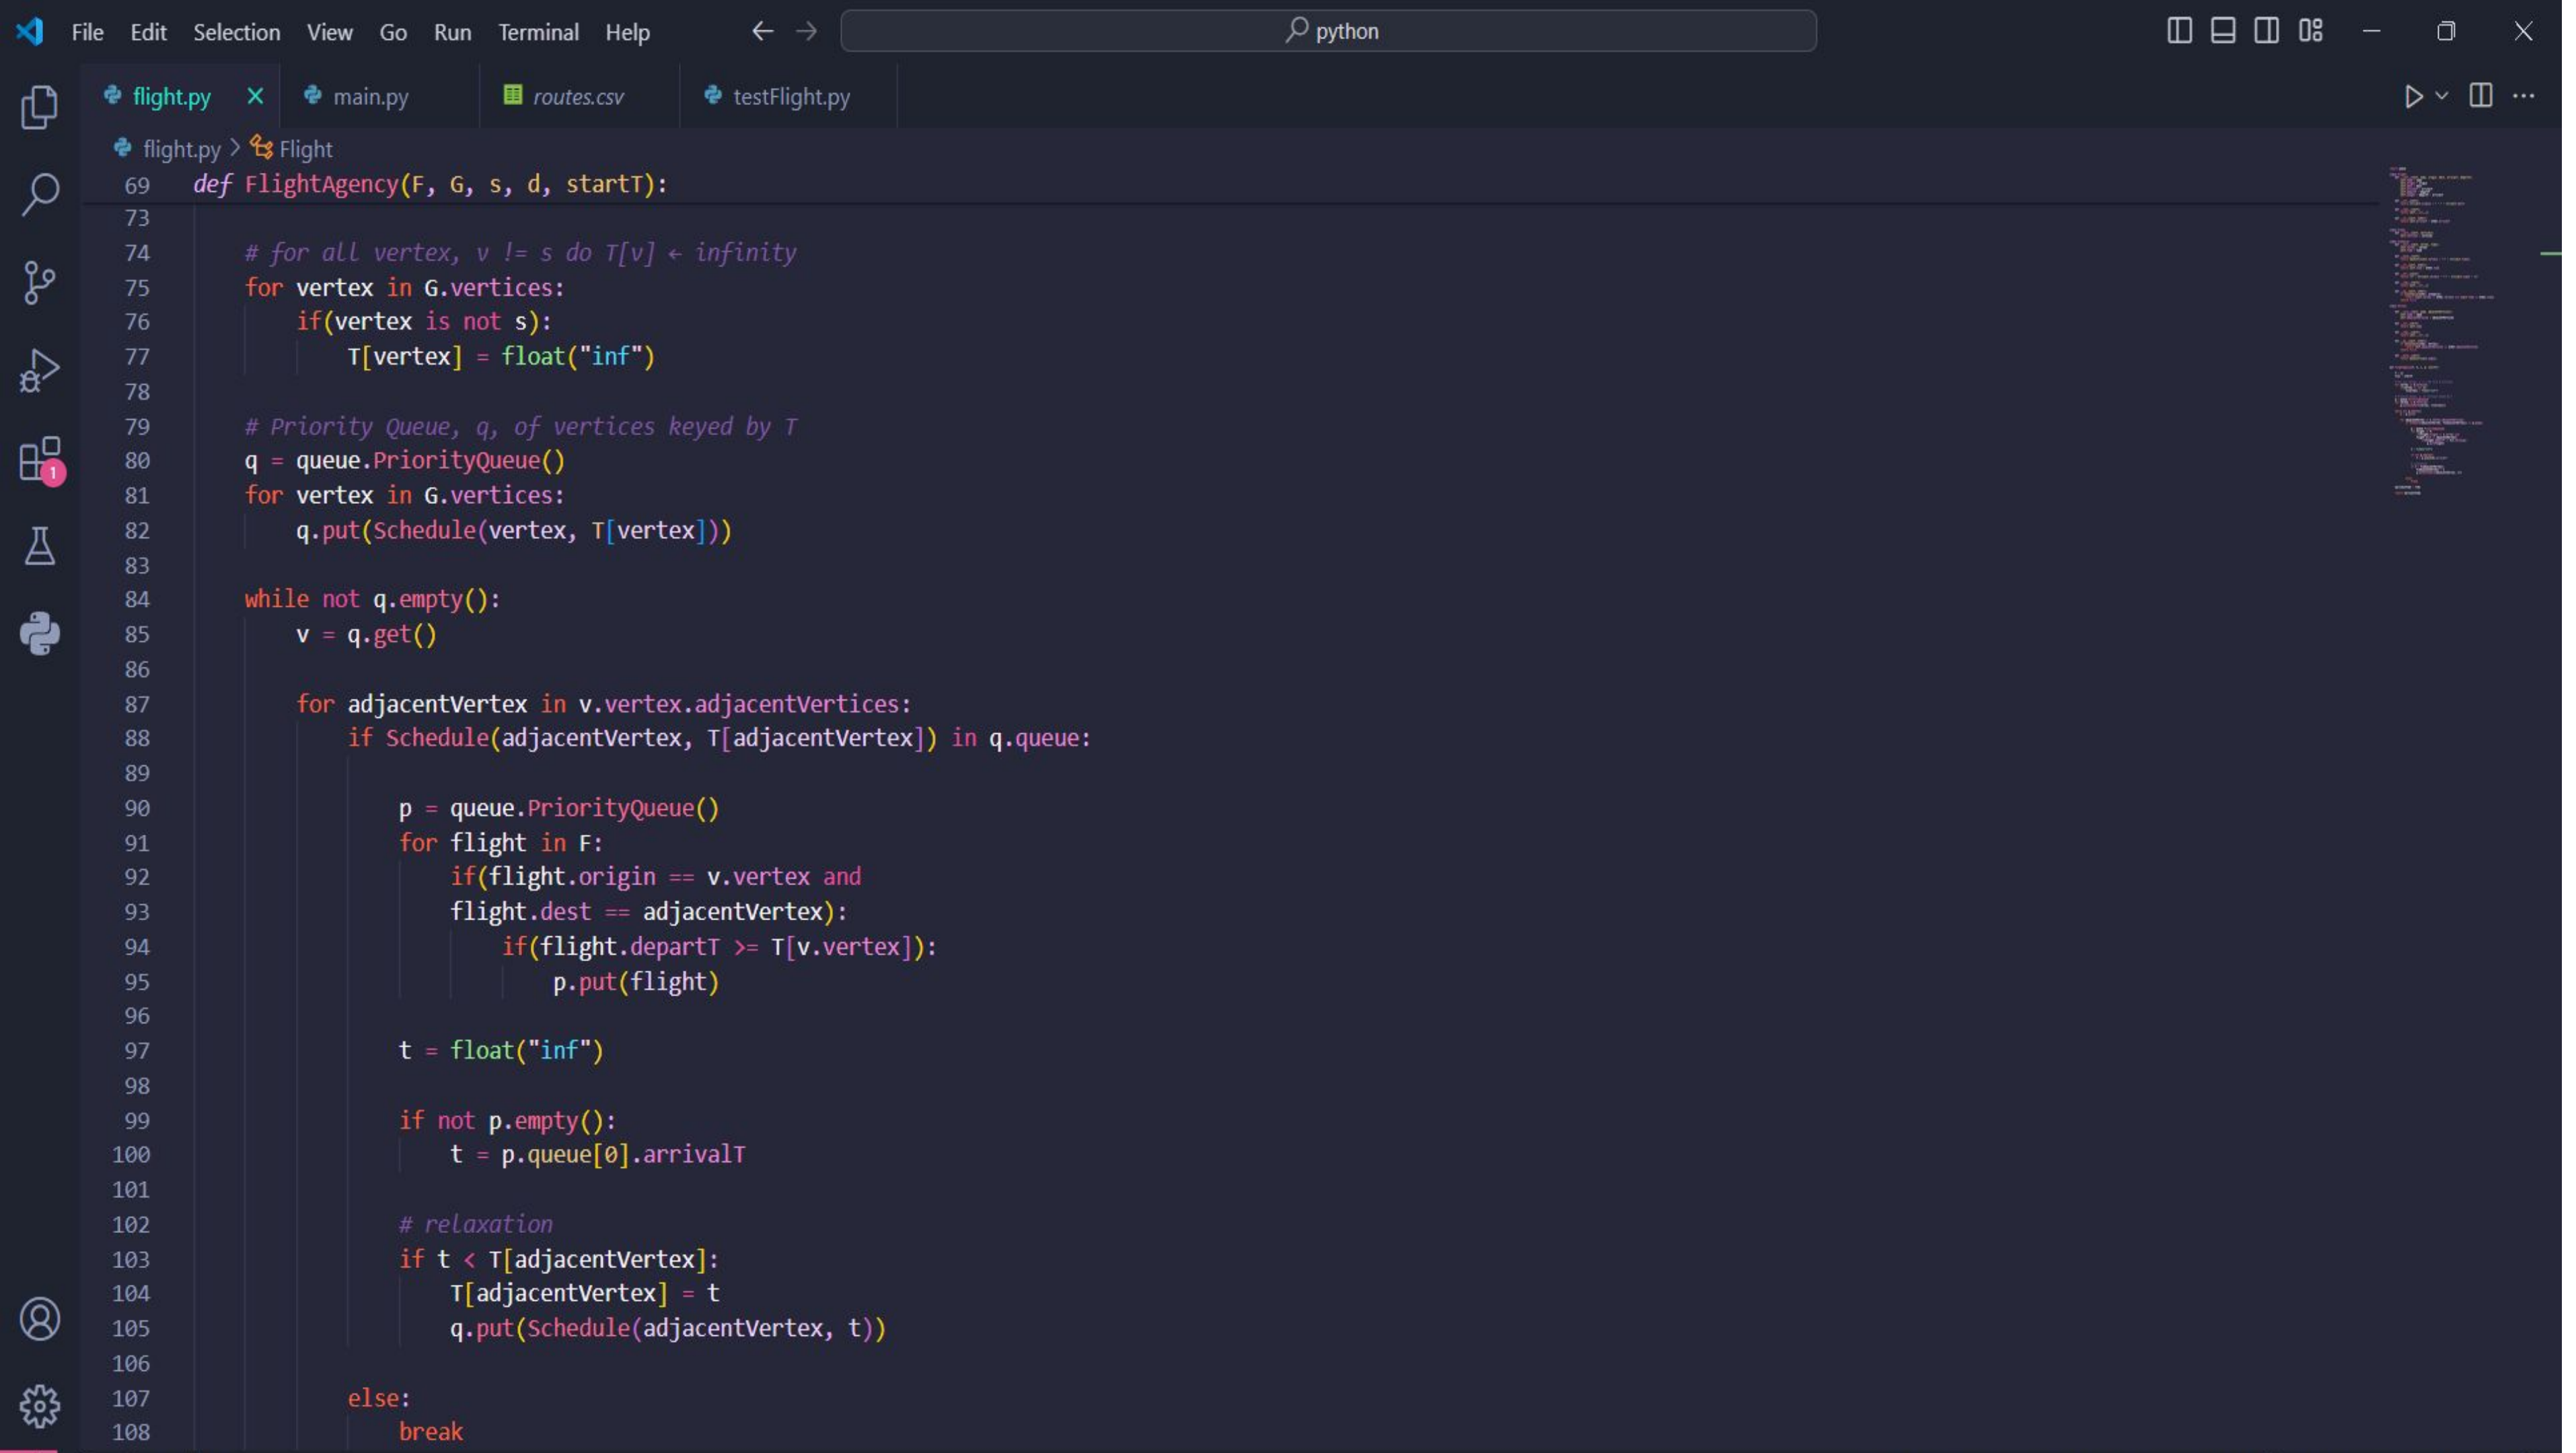 File Edit Selection View Go Run Terminal Help python
flight.py main.py routes.csv testFlight.py
flight.py > Flight
69 def FlightAgency(F, G, s, d, startT):
73
74 # for all vertex, v != s do T[v] ← infinity
75 for vertex in G.vertices:
76 if(vertex is not s):
77 T[vertex] = float("inf")
78
79 # Priority Queue, q, of vertices keyed by T
80 q = queue.PriorityQueue()
81 for vertex in G.vertices:
82 q.put(Schedule(vertex, T[vertex]))
83
84 while not q.empty():
85 v = q.get()
86
87 for adjacentVertex in v.vertex.adjacentVertices:
88 if Schedule(adjacentVertex, T[adjacentVertex]) in q.queue:
89
90 p = queue.PriorityQueue()
91 for flight in F:
92 if(flight.origin == v.vertex and
93 flight.dest == adjacentVertex):
94 if(flight.departT >= T[v.vertex]):
95 p.put(flight)
96
97 t = float("inf")
98
99 if not p.empty():
100 t = p.queue[0].arrivalT
101
102 # relaxation
103 if t < T[adjacentVertex]:
104 T[adjacentVertex] = t
105 q.put(Schedule(adjacentVertex, t))
106
107 else:
108 break
1